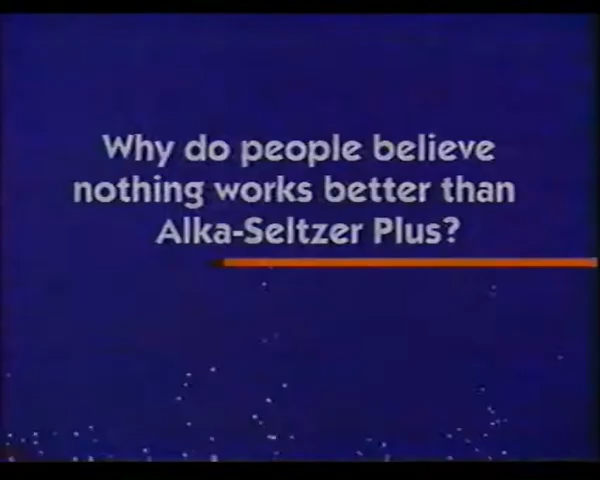 Why do people believe
nothing works better than
Alka-Seltzer Plus?